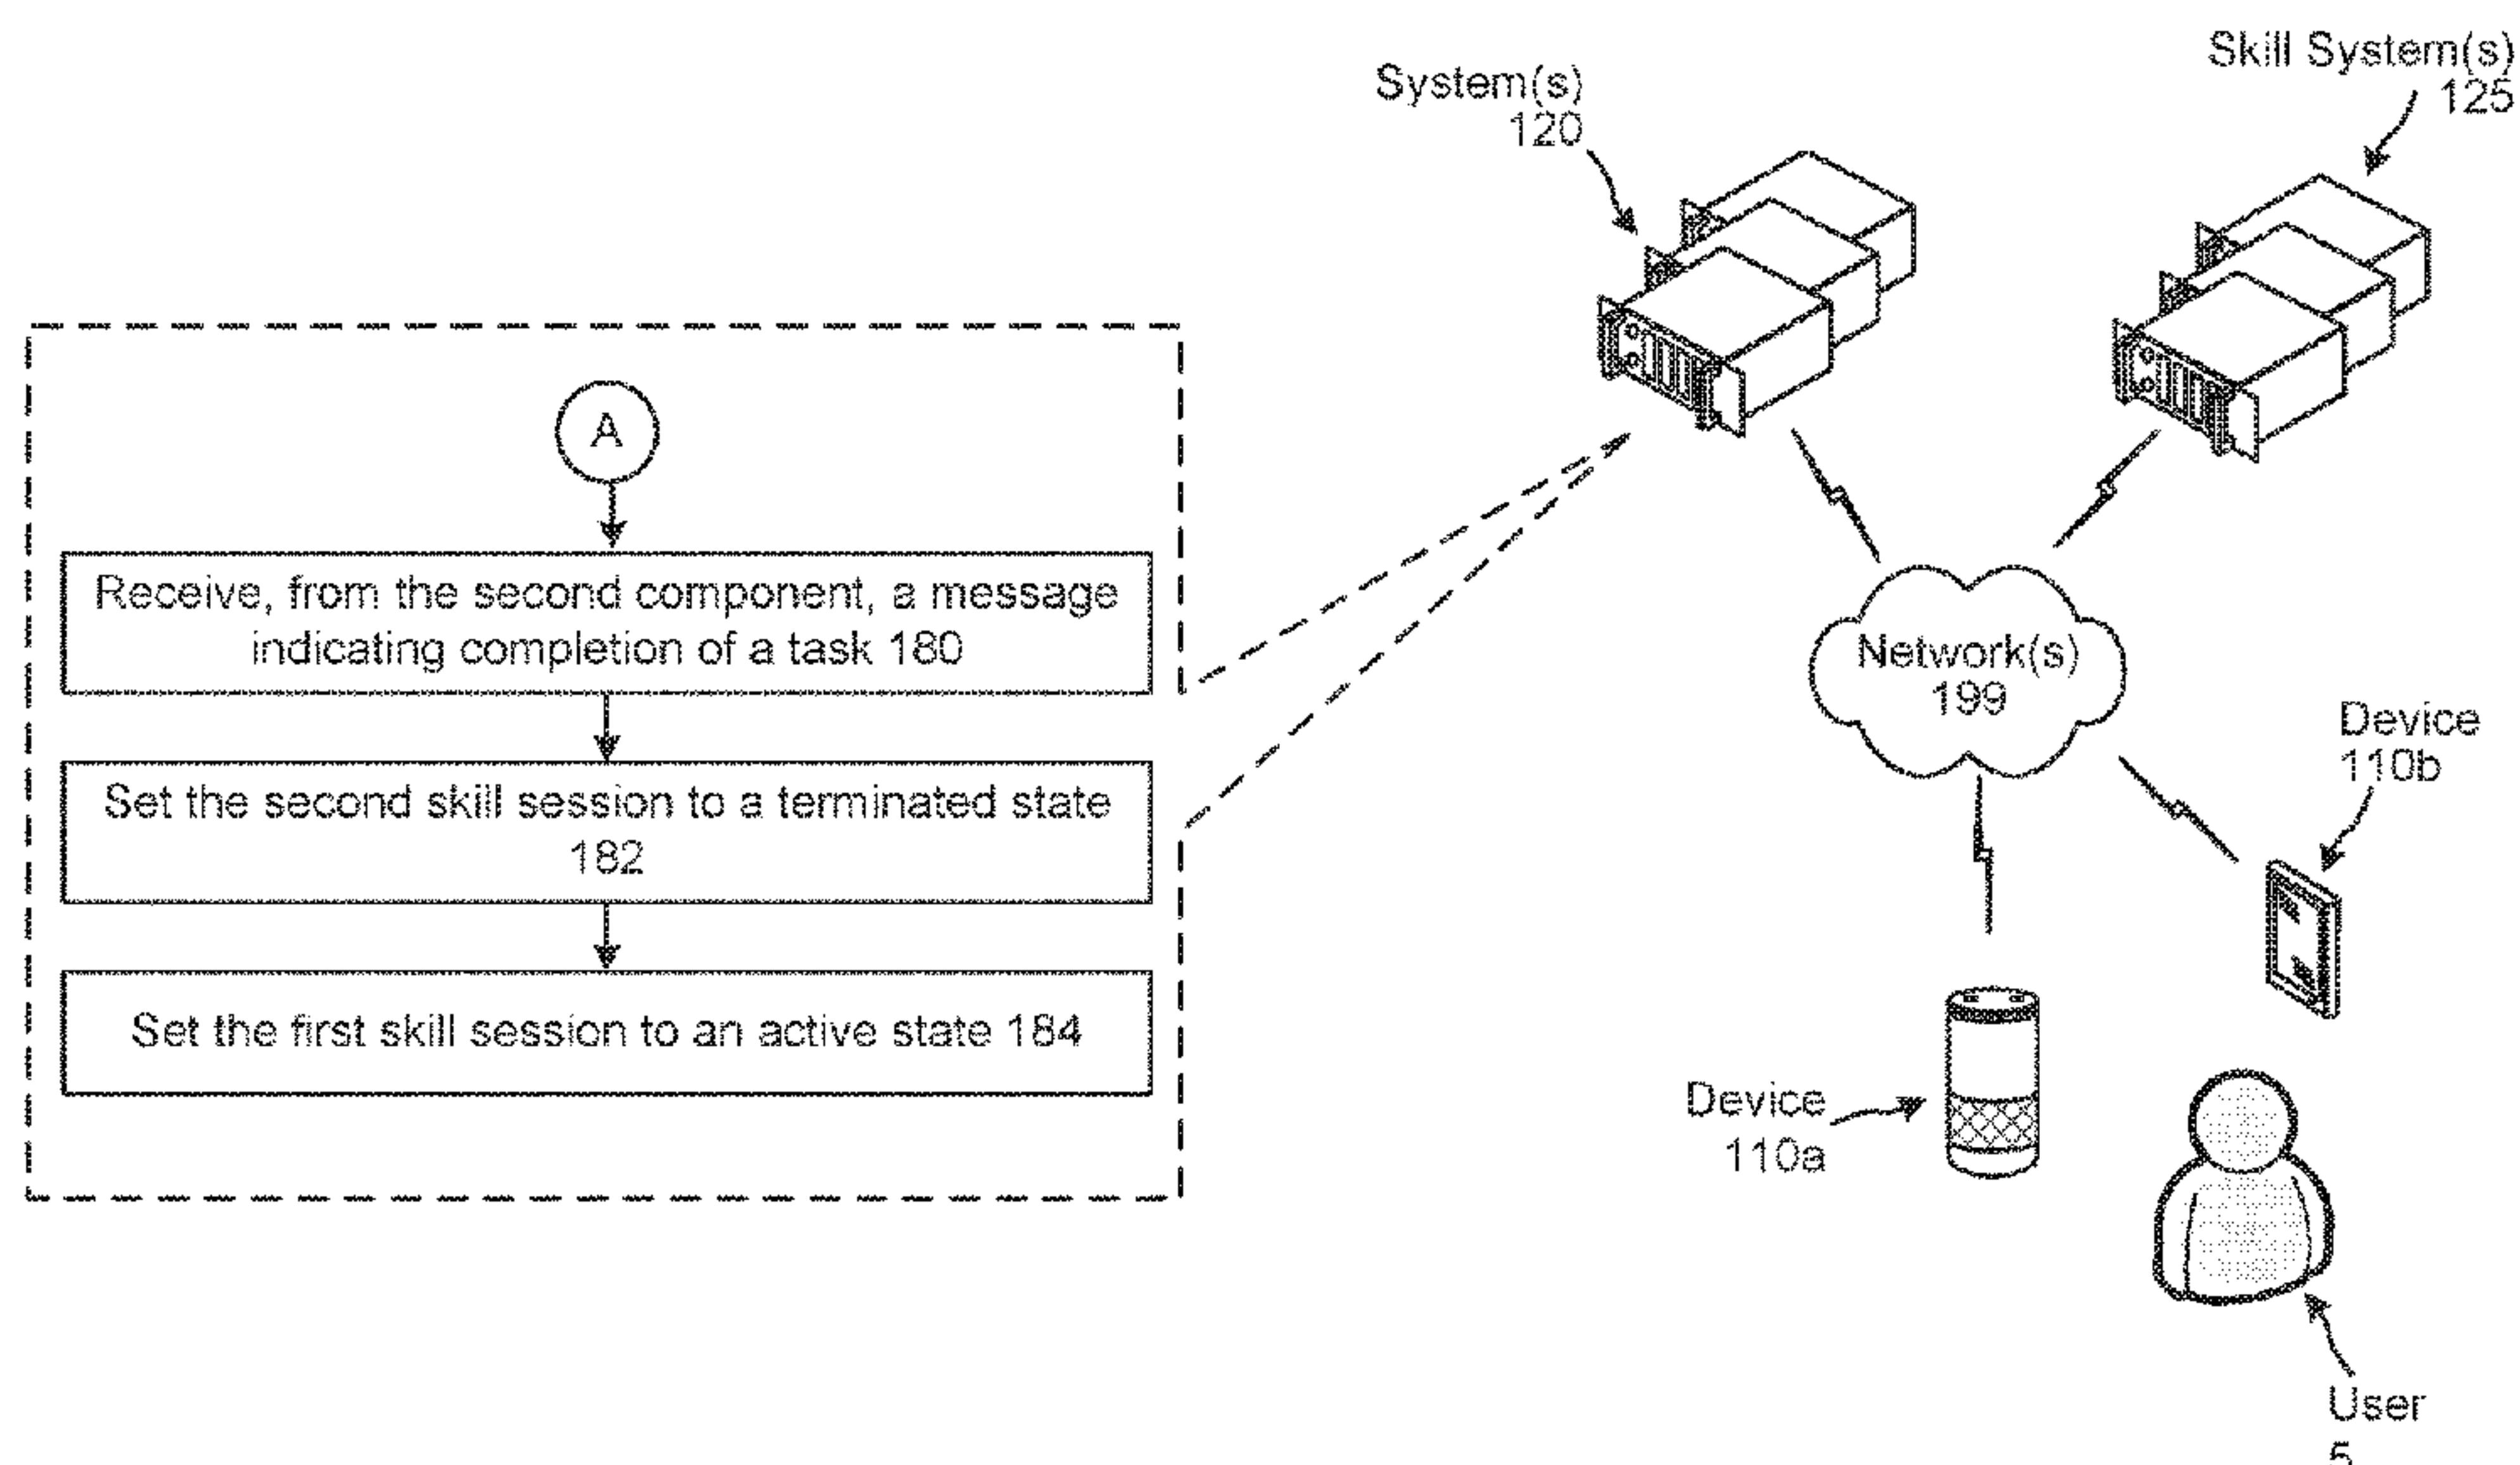 Skill System(s)
125
System(s)
120
A
Receive, from the second component, a message
indicating completion of a task 180
Set the second skill session to a terminated state
182
Set the first skill session to an active state 184
Network(s)
199
Device
110b
Device
110a
User
5